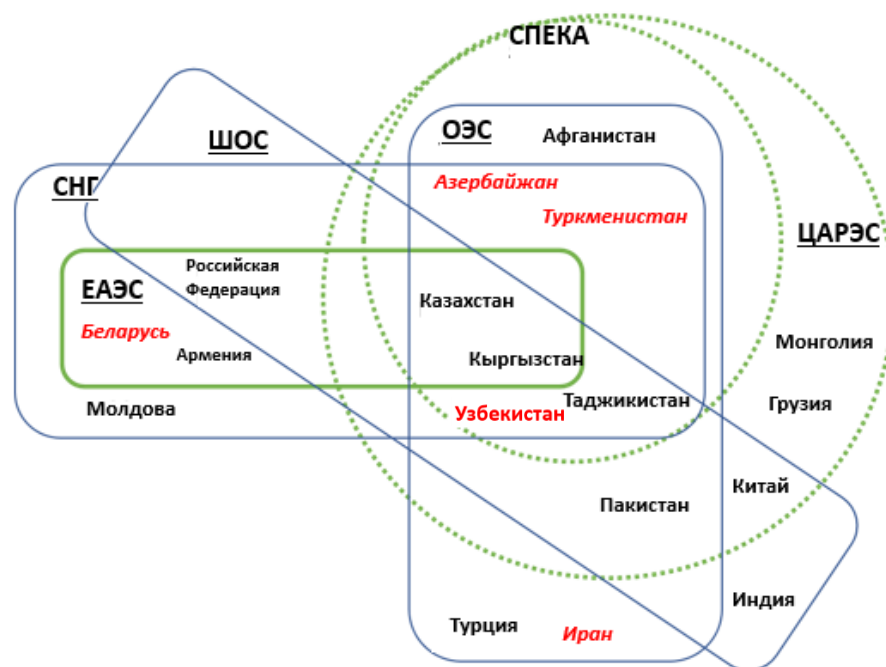 СПЕКА
ОЭС
Афганистан
ШОС
СНГ
Азербайджан
Туркменистан
ЦАРЭС
Российская
Федерация
ЕАЭС
Казахстан
Беларусь
Армения
Кыргызстан
Монголия
Молдова
Узбекистан
Таджикистан
Грузия
Пакистан
Китай
Индия
Турция
Иран